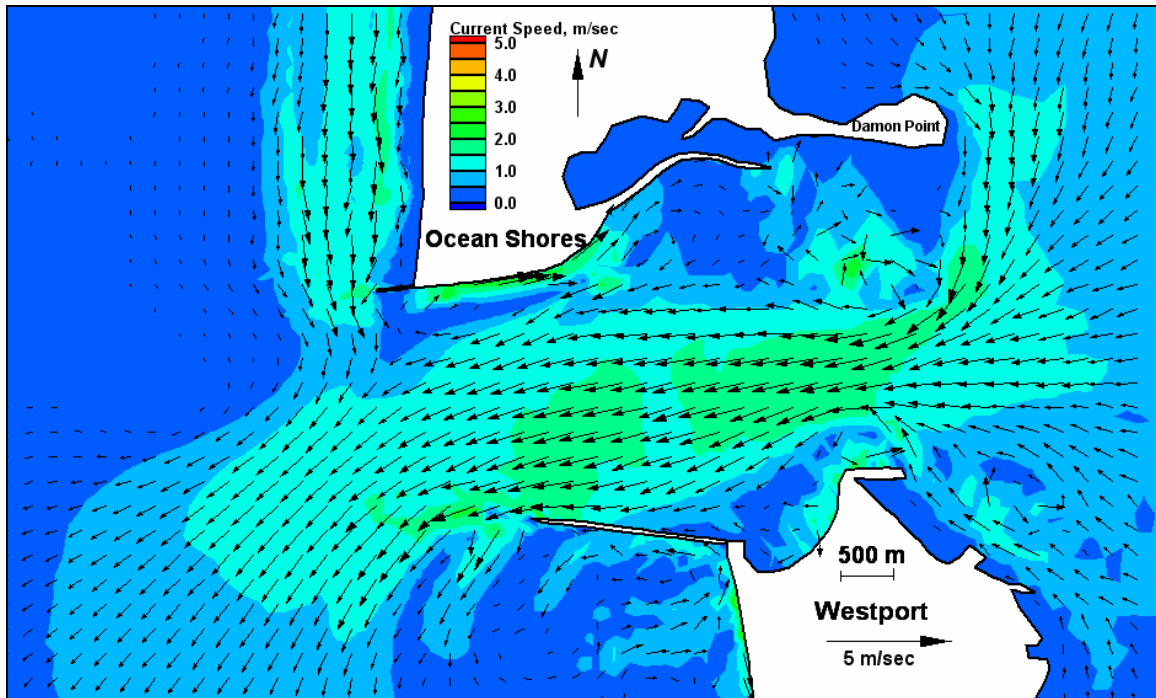 Current Speed, m/sec
5.0
4.0
3.0
2.0
1.0
0.0
N
Damon Point
Ocean Shores
500 m
Westport
5 m/sec